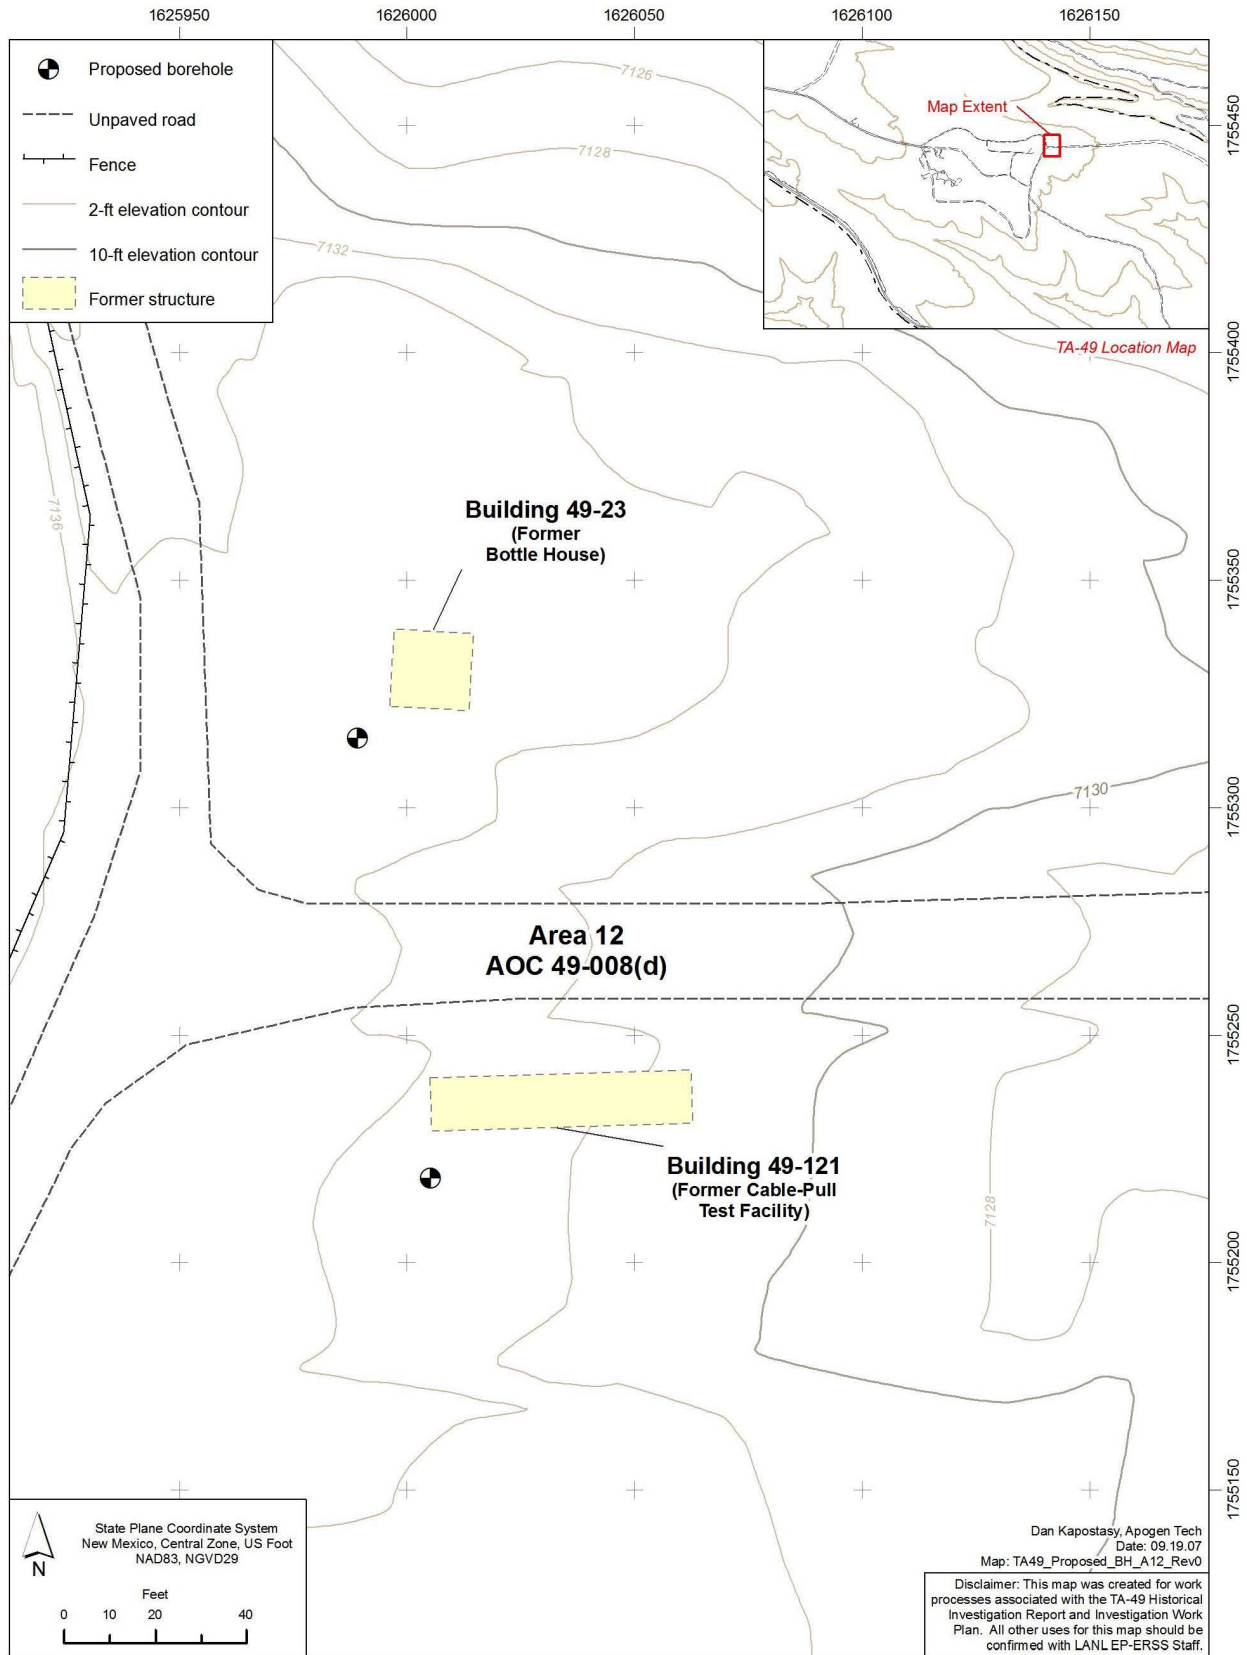 1625950 1626000 1626050 1626100 1626150
Proposed borehole
Unpaved road
Fence
2-ft elevation contour
10-ft elevation contour
Former structure
7126
7128
7132
Map Extent
TA-49 Location Map
1755450
1755400
1755350
1755300
1755250
1755200
1755150
7136
Building 49-23
(Former
Bottle House)
7130
Area 12
AOC 49-008(d)
Building 49-121
(Former Cable-Pull
Test Facility)
7128
N
State Plane Coordinate System
New Mexico, Central Zone, US Foot
NAD83, NGVD29
Feet
0 10 20 40
Dan Kapostasy, Apogen Tech
Date: 09.19.07
Map: TA49_Proposed_BH_A12_Rev0
Disclaimer: This map was created for work
processes associated with the TA-49 Historical
Investigation Report and Investigation Work
Plan. All other uses for this map should be
confirmed with LANL EP-ERSS Staff.